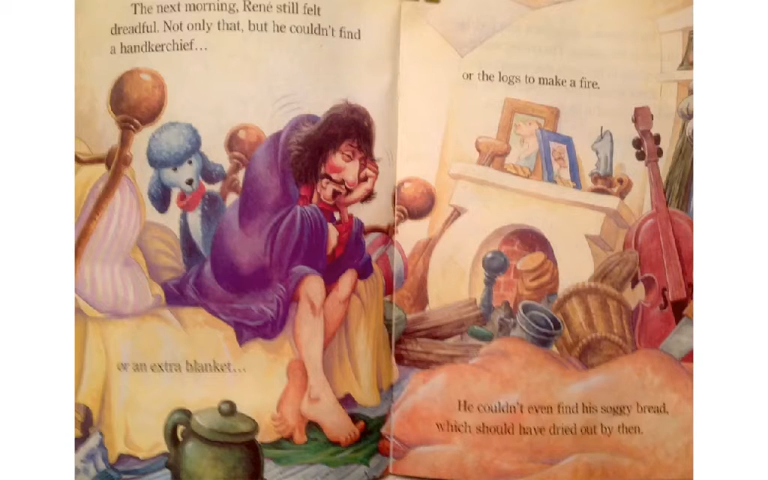 The next morning, René still felt
dreadful. Not only that, but he couldn't find
a handkerchief…
or an extra blanket…
or the logs to make a fire.
He couldn't even find his soggy bread,
which should have dried out by then.